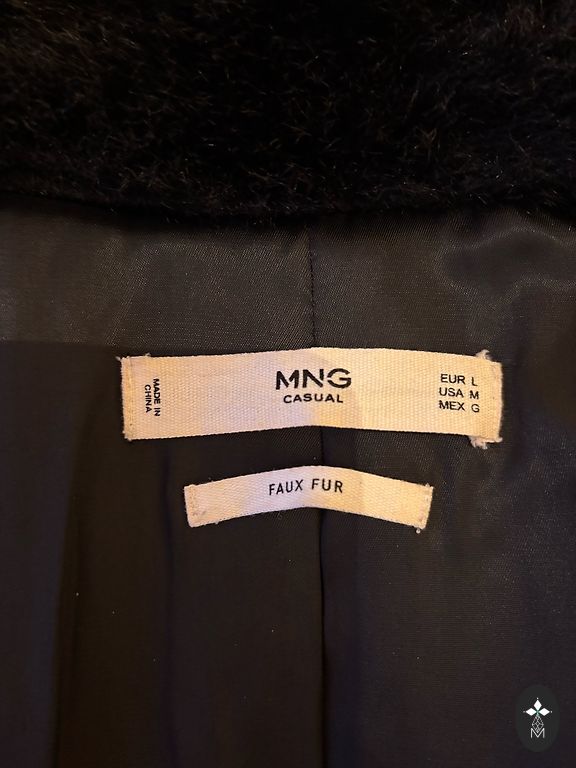 MADE IN
CHINA
MNG
CASUAL
EUR L
USA M
MEX G
FAUX FUR
M